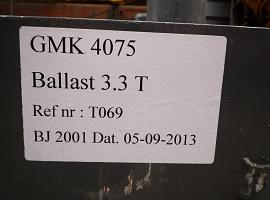 GMK 4075
Ballast 3.3 T
Ref nr : T069
BJ 2001 Dat. 05-09-2013